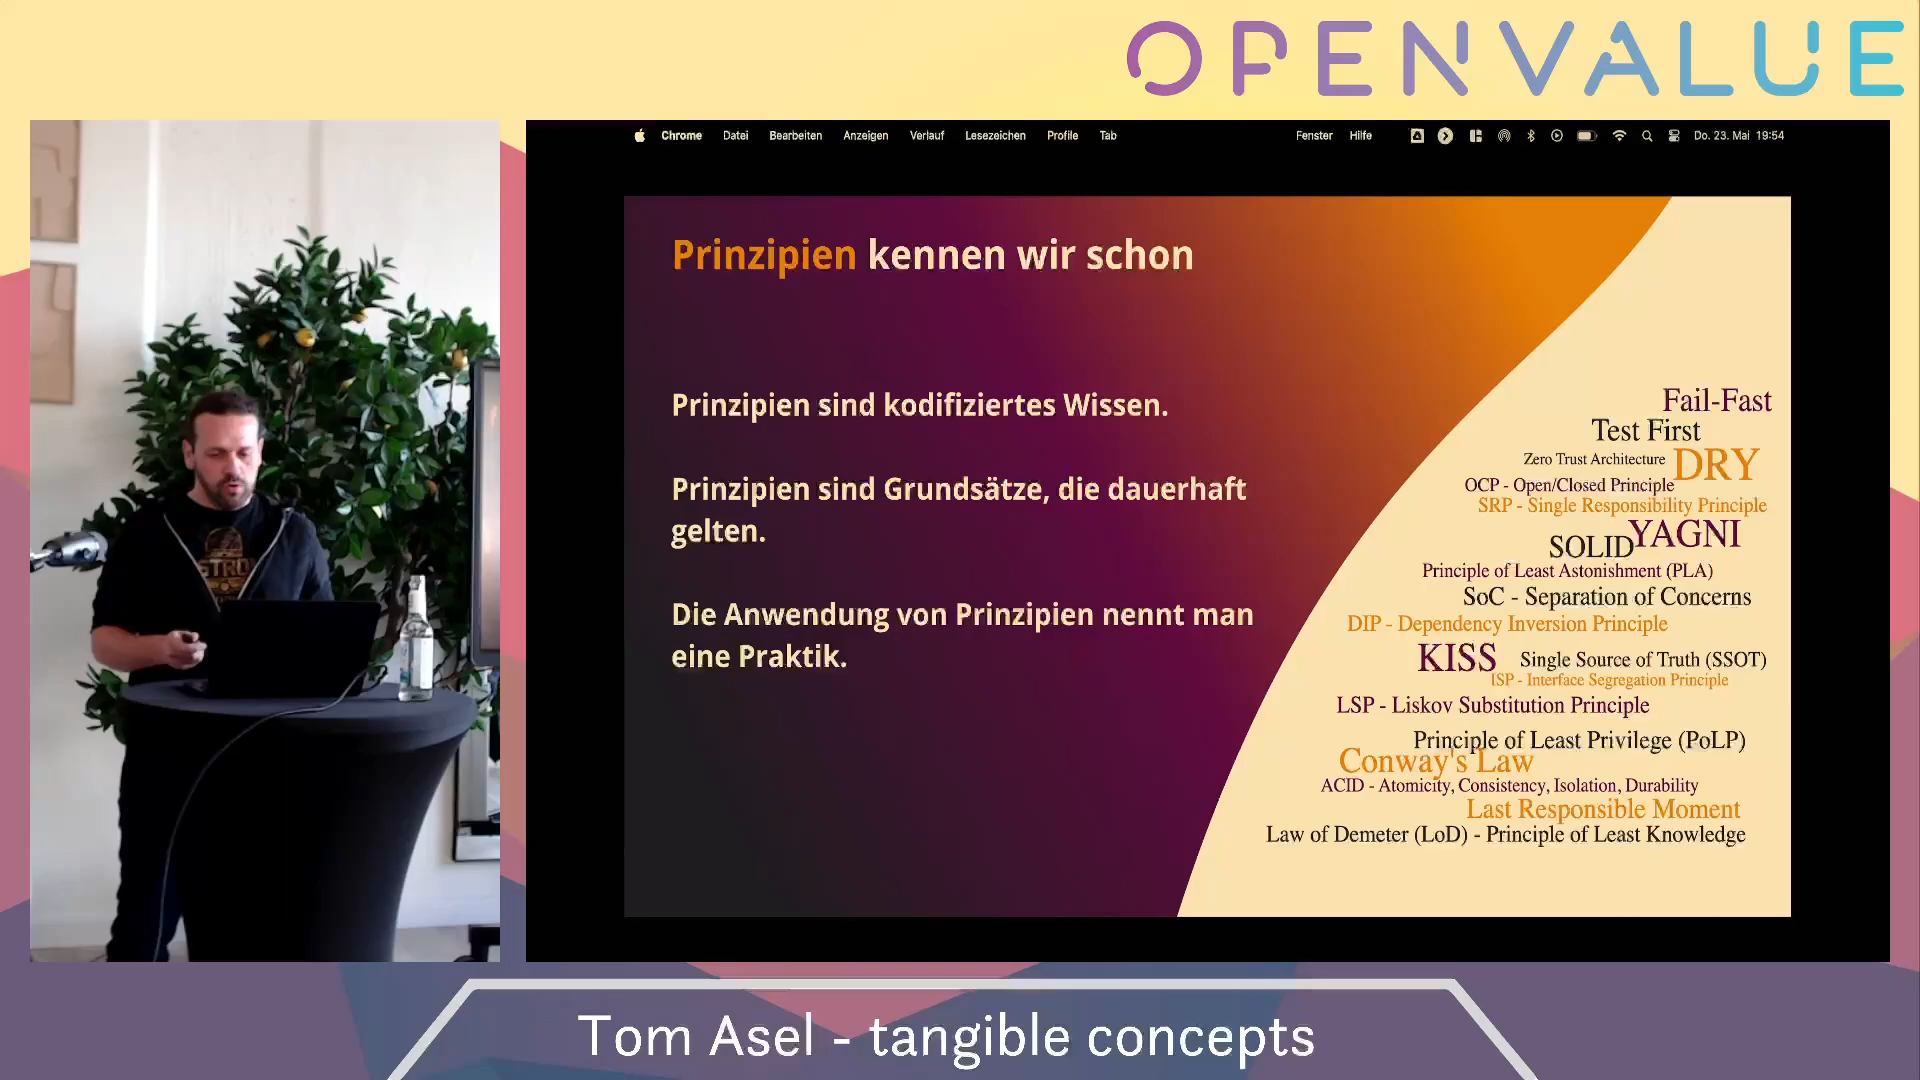 OPENVALUE
Chrome Datei Bearbeiten Anzeigen Verlauf Lesezeichen Profile Tab Fenster Hilfe Do. 23. Mai 19:54
Prinzipien kennen wir schon
Prinzipien sind kodifiziertes Wissen.
Prinzipien sind Grundsätze, die dauerhaft
gelten.
Die Anwendung von Prinzipien nennt man
eine Praktik.
Fail-Fast
Test First
Zero Trust Architecture DRY
OCP - Open/Closed Principle
SRP - Single Responsibility Principle
SOLID YAGNI
Principle of Least Astonishment (PLA)
SoC - Separation of Concerns
DIP - Dependency Inversion Principle
KISS Single Source of Truth (SSOT)
ISP - Interface Segregation Principle
LSP - Liskov Substitution Principle
Principle of Least Privilege (PoLP)
Conway's Law
ACID - Atomicity, Consistency, Isolation, Durability
Last Responsible Moment
Law of Demeter (LoD) - Principle of Least Knowledge
Tom Asel - tangible concepts